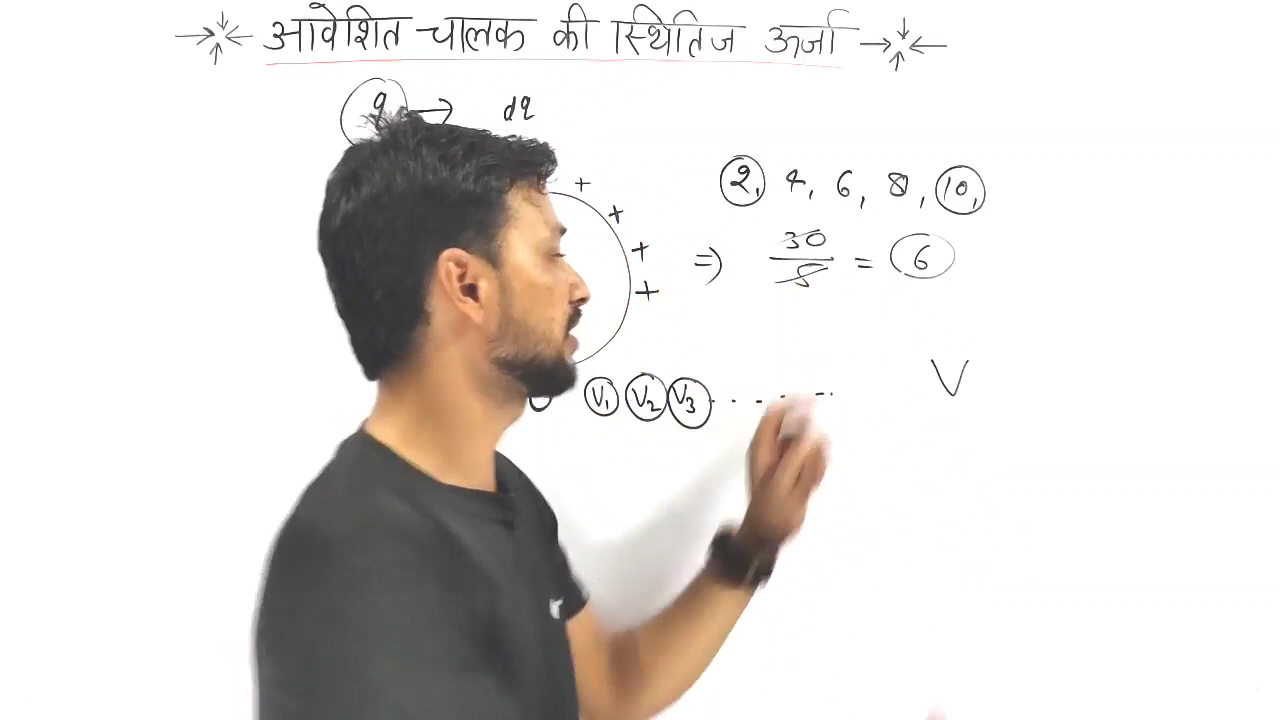 आवेशित चालक की स्थितिज ऊर्जा
q → dq
2, 4, 6, 8, 10,
+ + + +
⇒ 30/5 = 6
V₁ V₂ V₃ ........ V